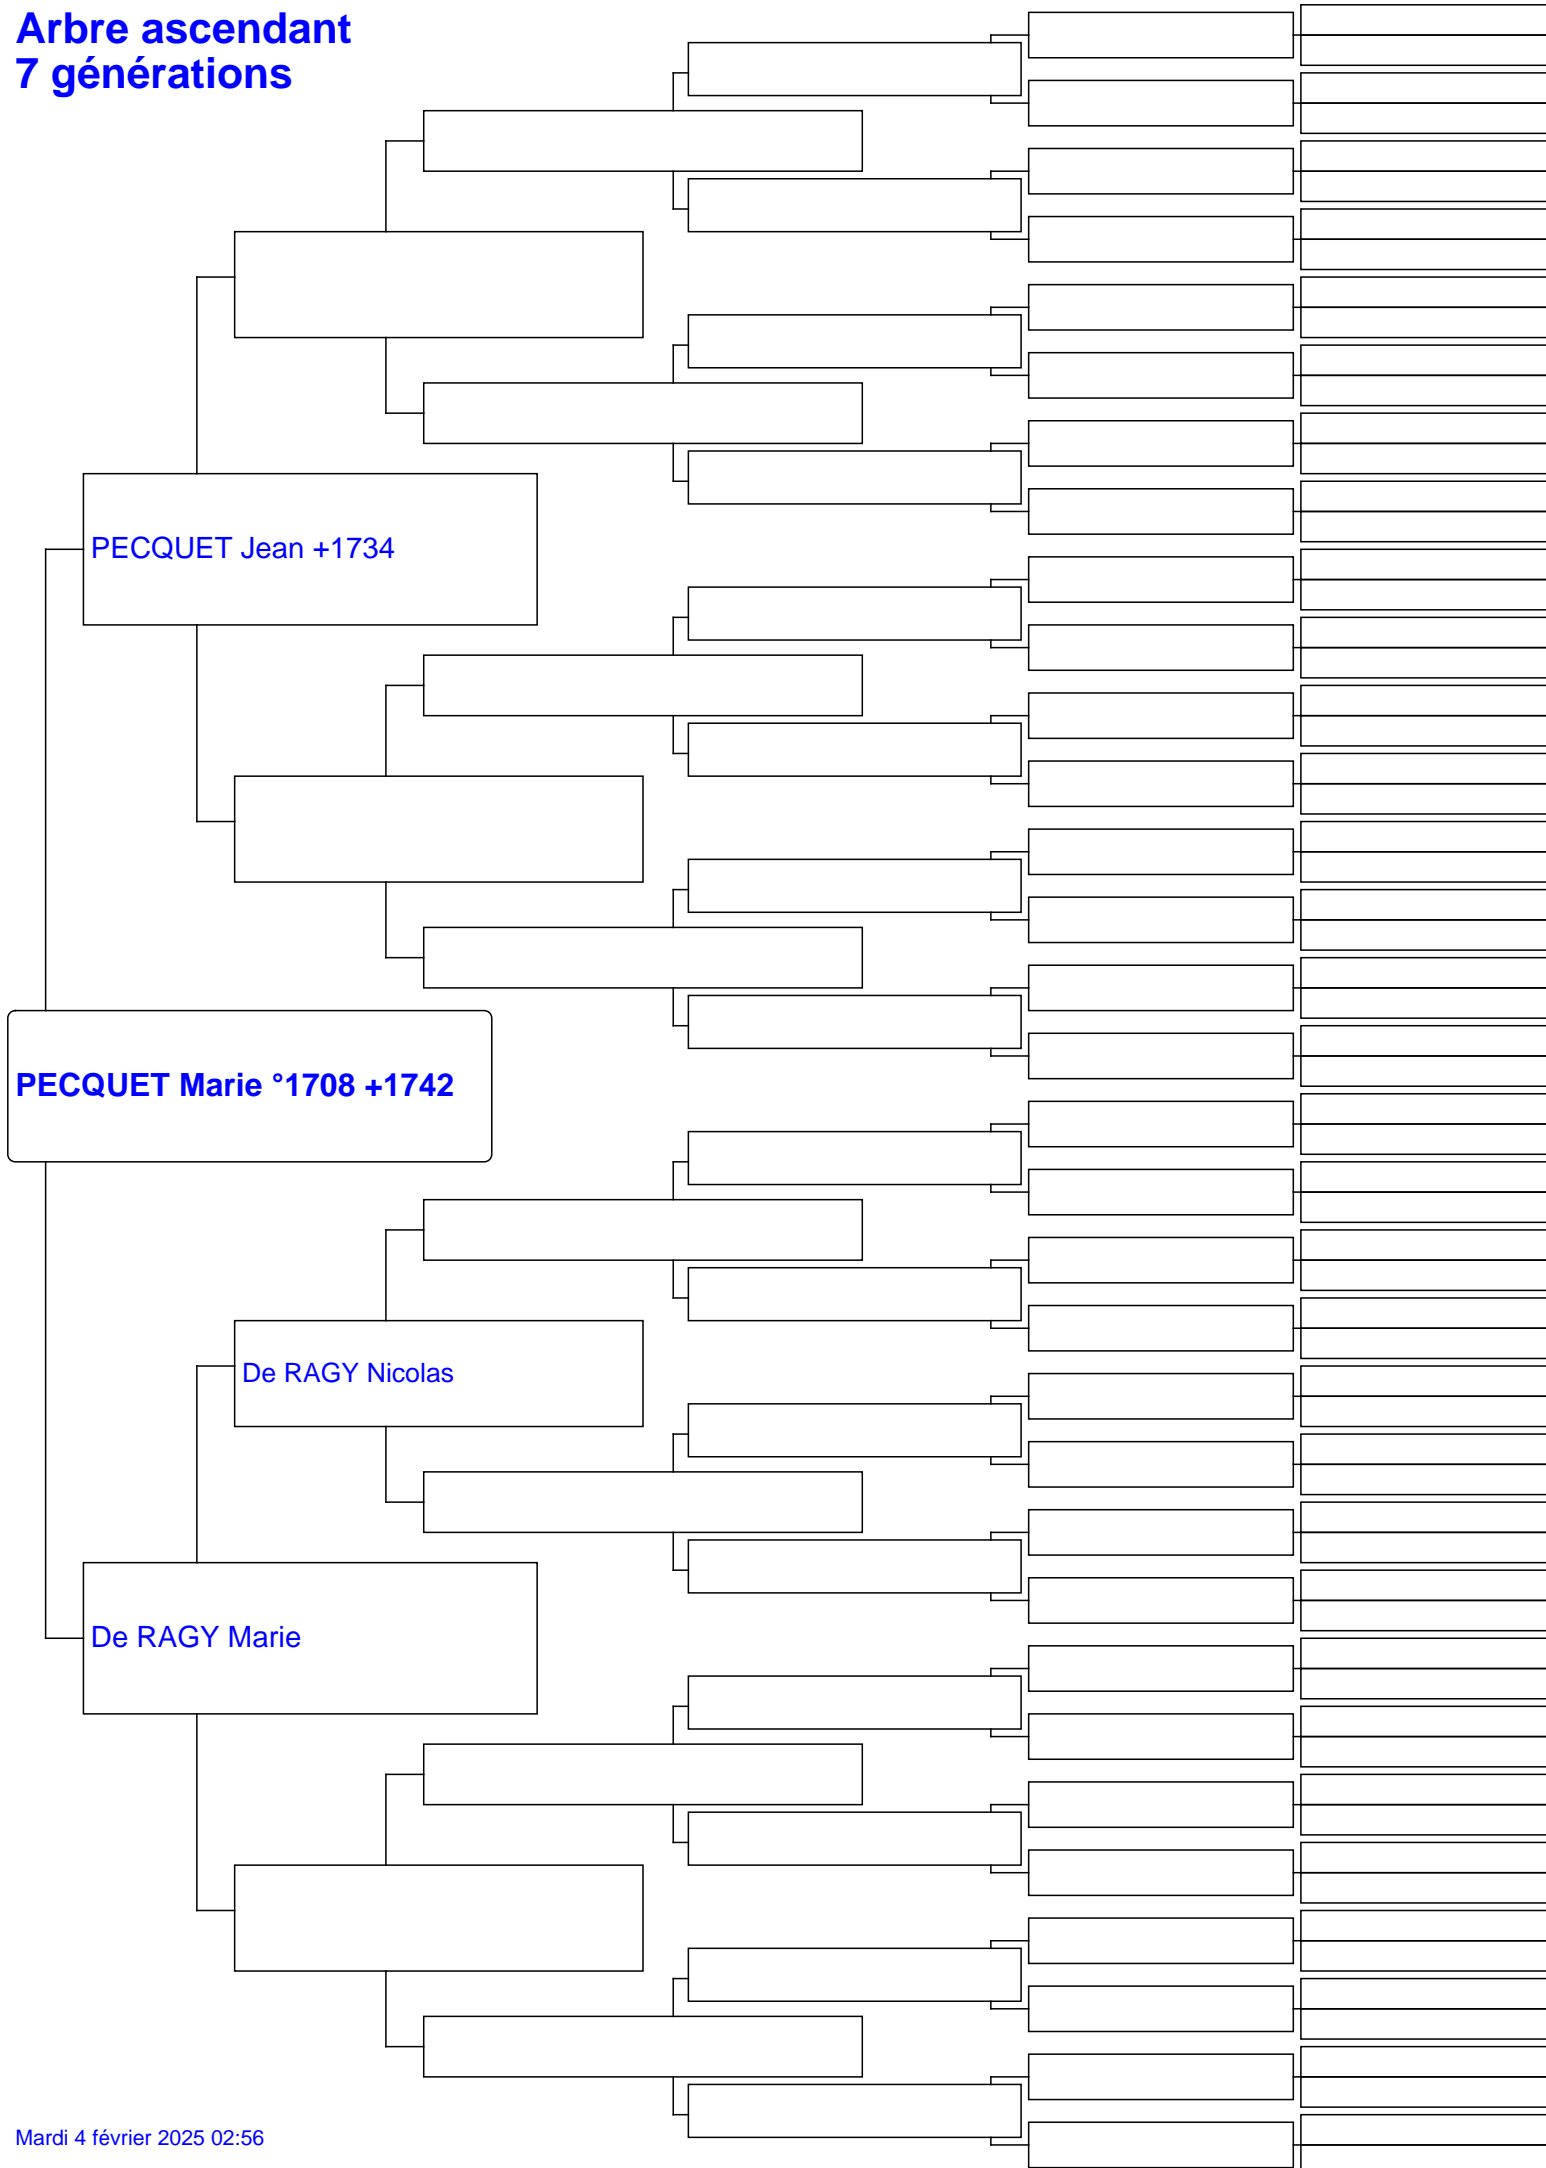 Arbre ascendant
7 générations
PECQUET Jean +1734
PECQUET Marie °1708 +1742
De RAGY Nicolas
De RAGY Marie
Mardi 4 février 2025 02:56